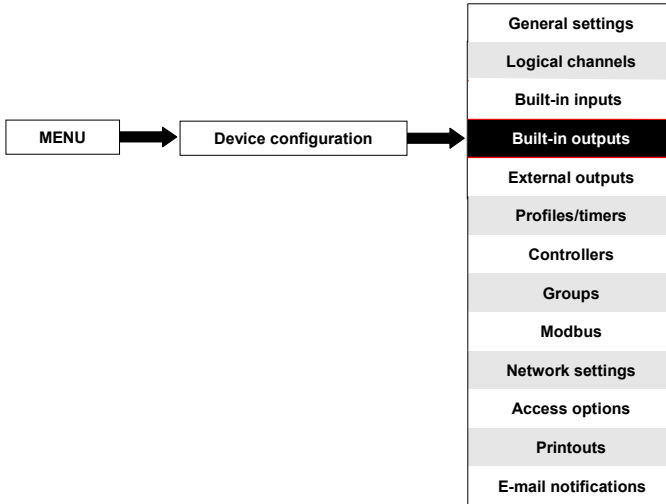 General settings
Logical channels
Built-in inputs
MENU
Device configuration
Built-in outputs
External outputs
Profiles/timers
Controllers
Groups
Modbus
Network settings
Access options
Printouts
E-mail notifications